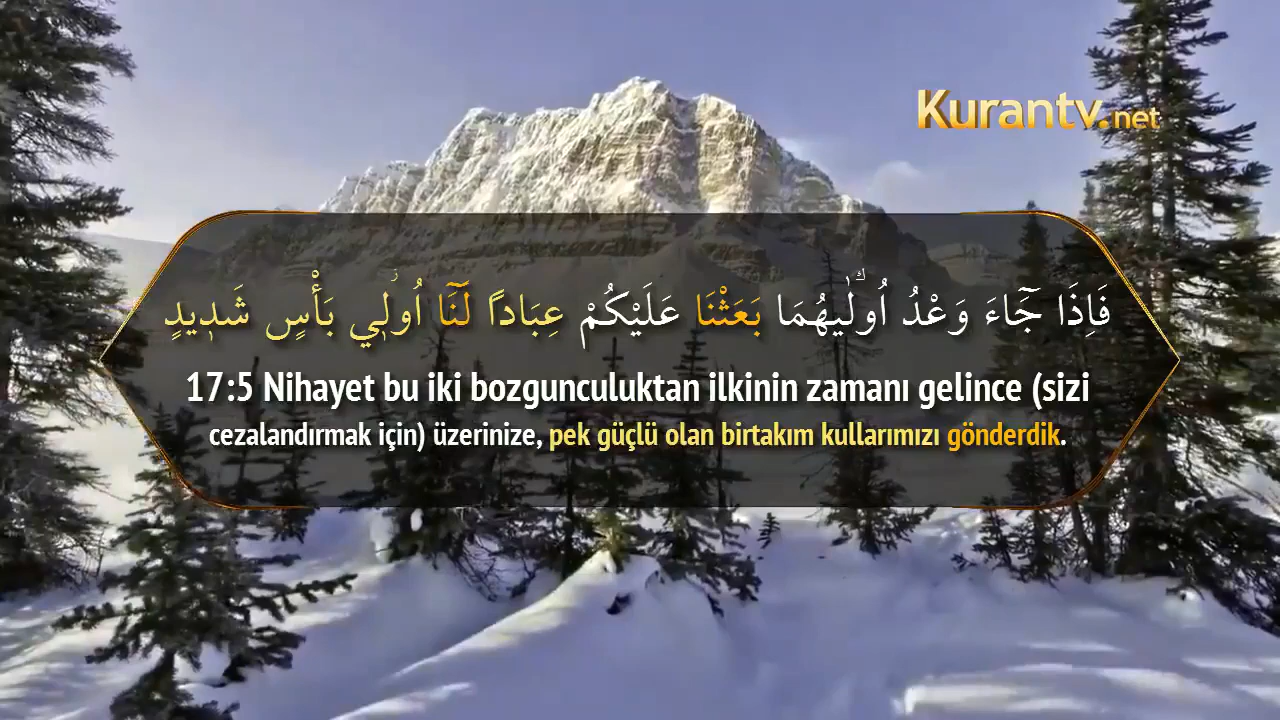 Kurantv.net
فَاِذَا جَٓاءَ وَعْدُ اُو۫لٰيهُمَا بَعَثْنَا عَلَيْكُمْ عِبَاداً لَنَٓا اُو۬ل۪ي بَأْسٍ شَد۪يدٍ
17:5 Nihayet bu iki bozgunculuktan ilkinin zamanı gelince (sizi
cezalandırmak için) üzerinize, pek güçlü olan birtakım kullarımızı gönderdik.